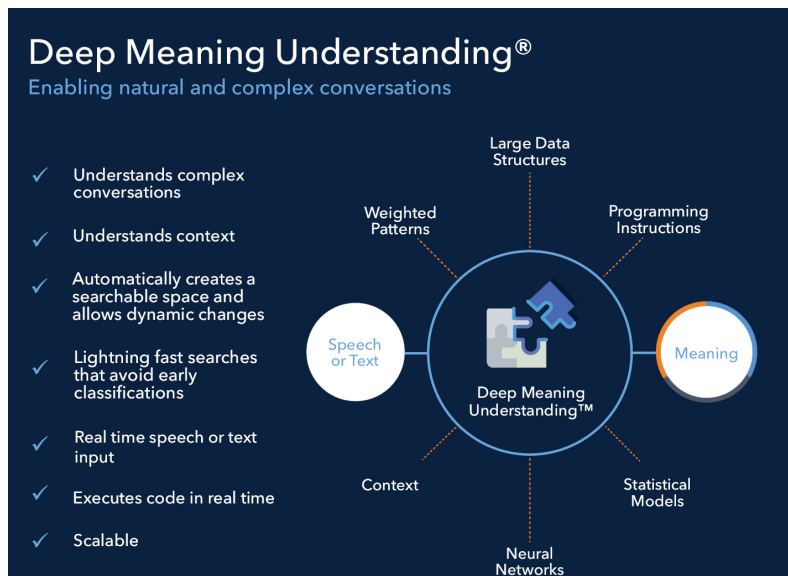 Deep Meaning Understanding®
Enabling natural and complex conversations
✓ Understands complex
conversations
✓ Understands context
✓ Automatically creates a
searchable space and
allows dynamic changes
✓ Lightning fast searches
that avoid early
classifications
✓ Real time speech or text
input
✓ Executes code in real time
✓ Scalable
Large Data
Structures
Weighted
Patterns
Programming
Instructions
Speech
or Text
Deep Meaning
Understanding™
Meaning
Context
Statistical
Models
Neural
Networks